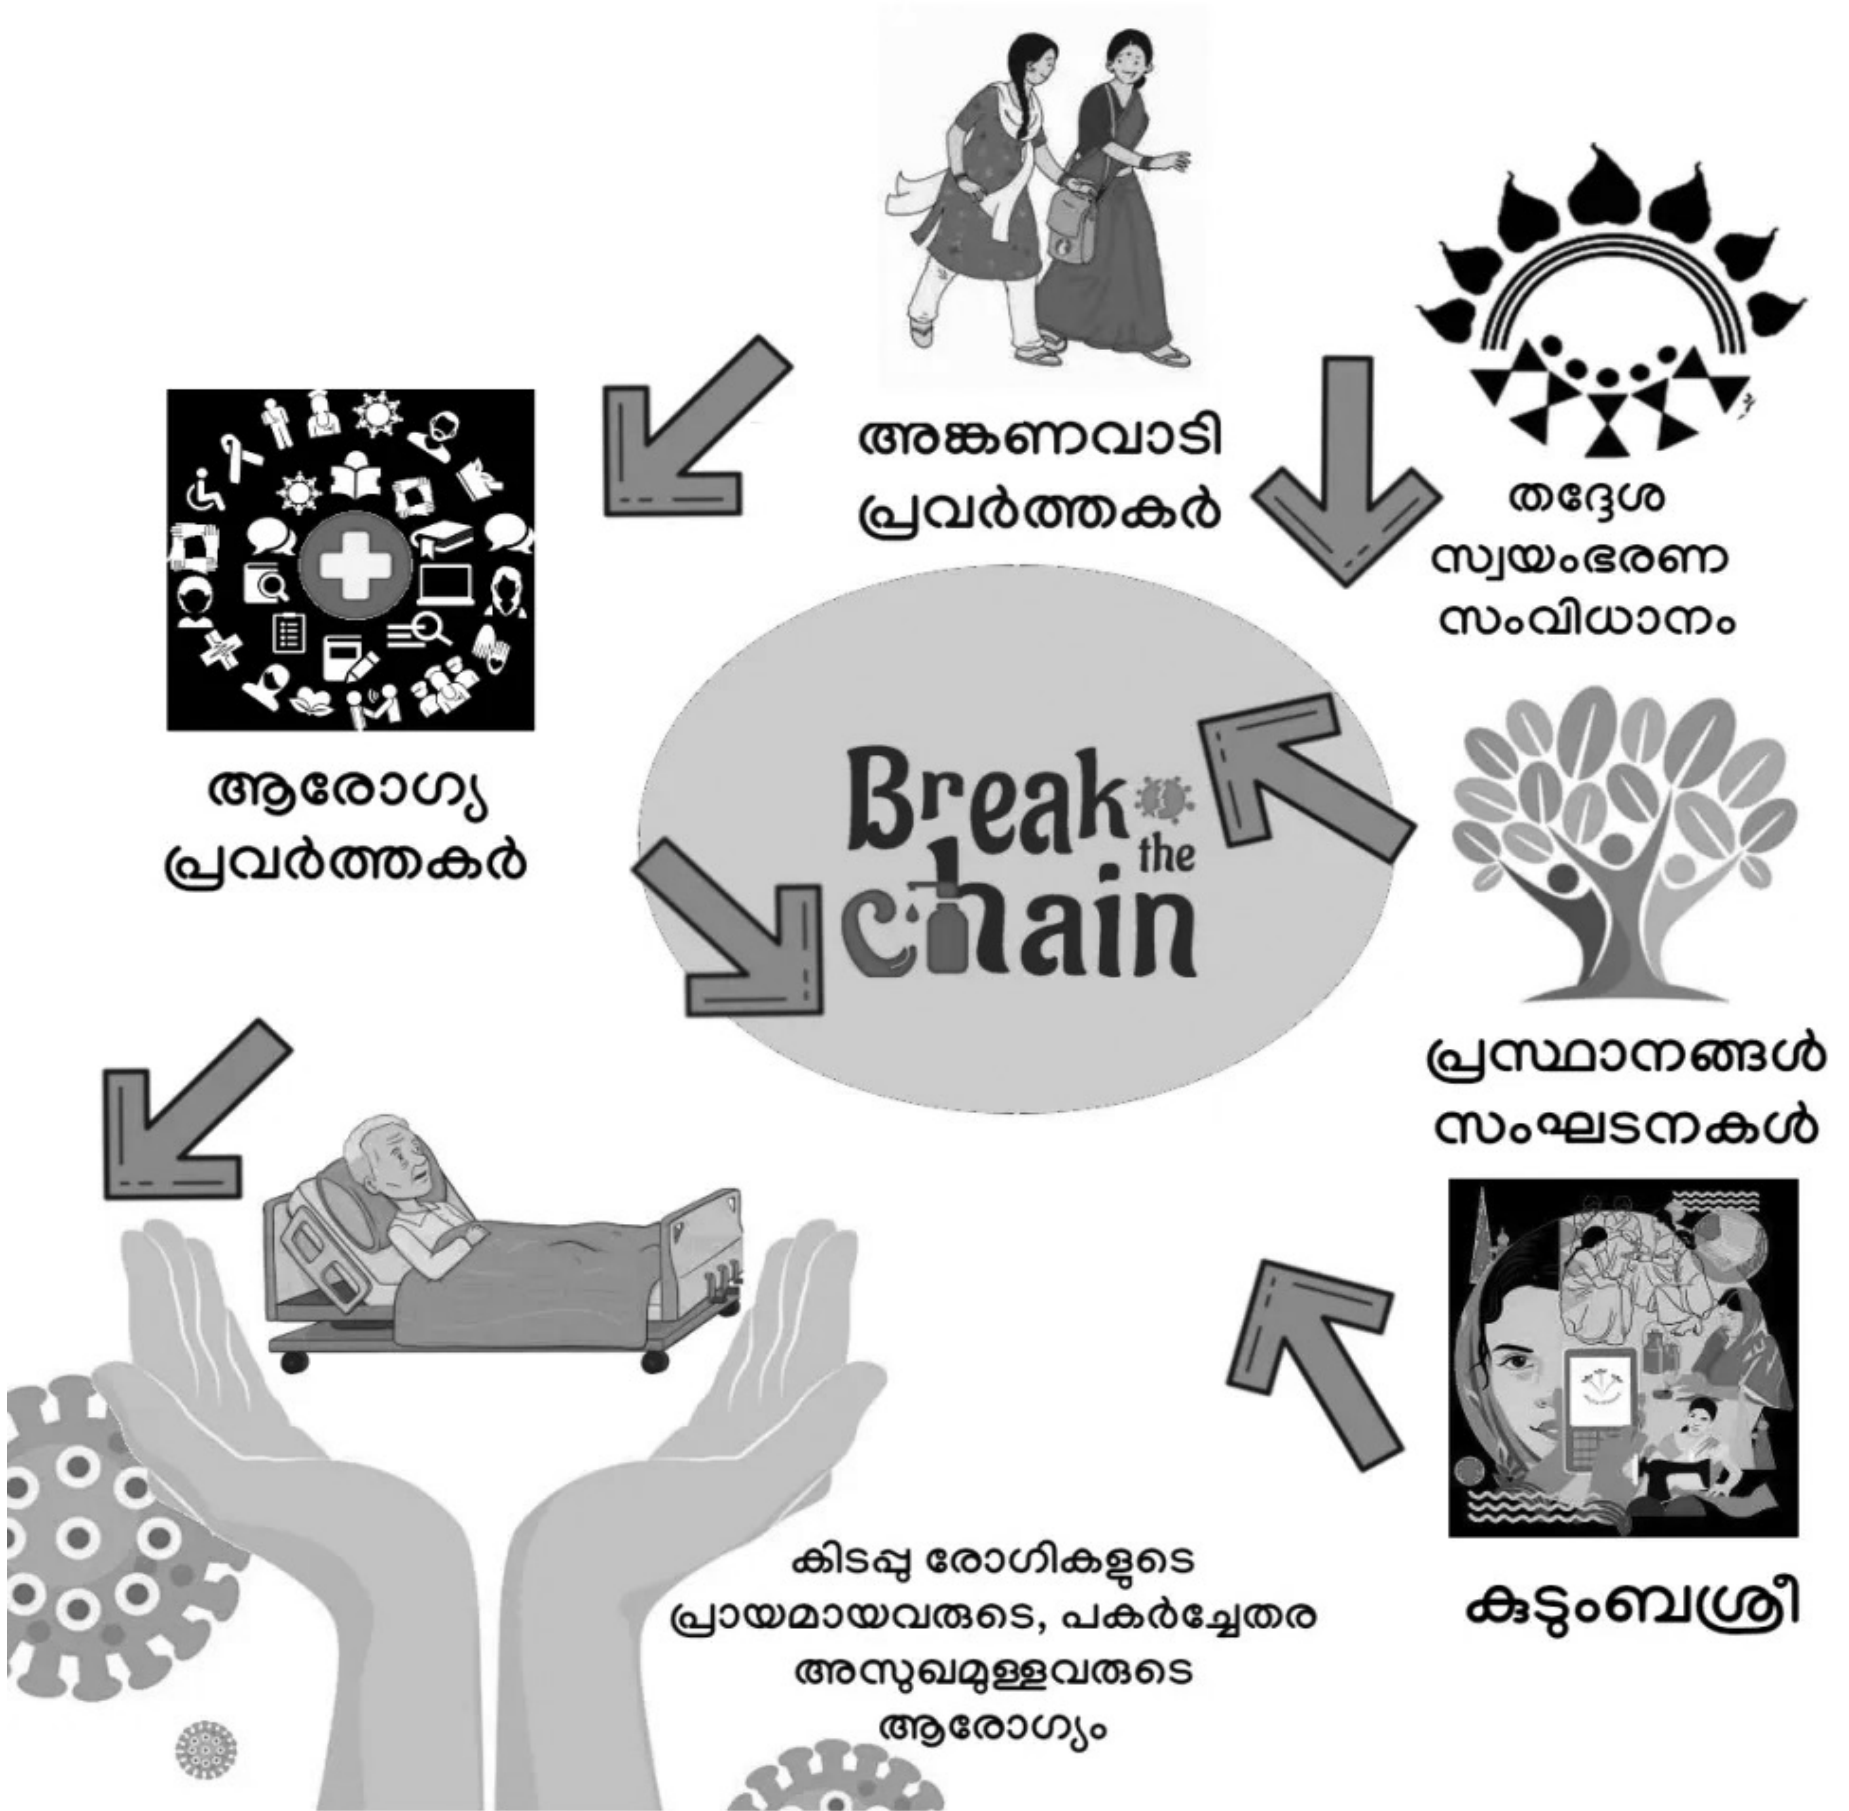 അങ്കണവാടി
പ്രവർത്തകർ
തദ്ദേശ
സ്വയംഭരണ
സംവിധാനം
ആരോഗ്യ
പ്രവർത്തകർ
Break
the
chain
പ്രസ്ഥാനങ്ങൾ
സംഘടനകൾ
കുടുംബശ്രീ
കിടപ്പു രോഗികളുടെ
പ്രായമായവരുടെ, പകർച്ചേതര
അസുഖമുള്ളവരുടെ
ആരോഗ്യം